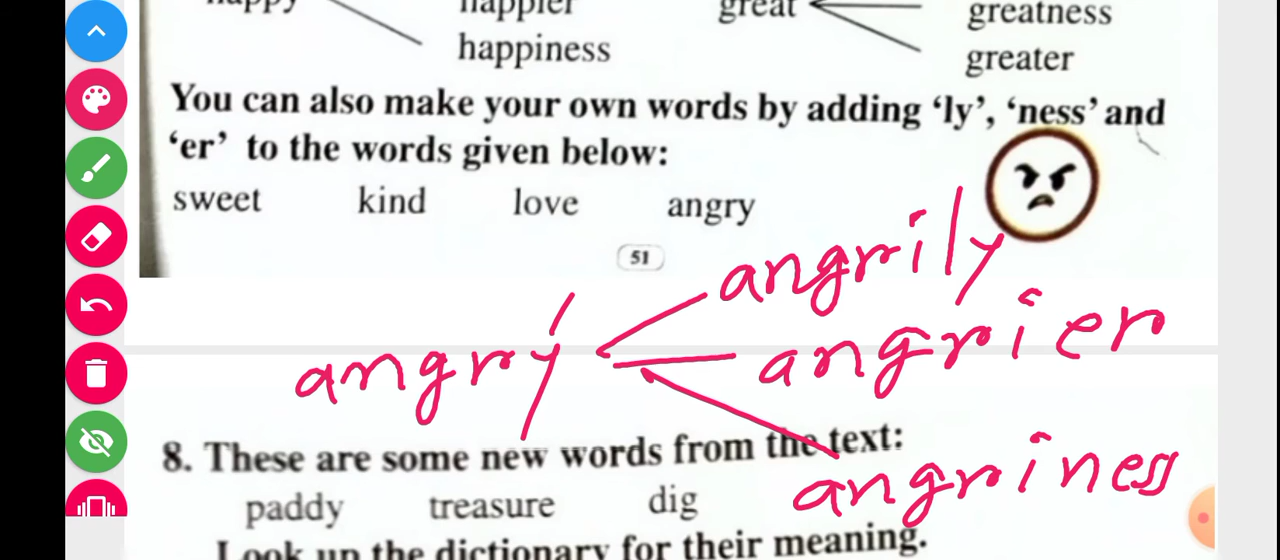 happy happier great greatness
happiness greater
You can also make your own words by adding ‘ly’, ‘ness’ and
‘er’ to the words given below:
sweet kind love angry
51
angrily
angry angrier
angriness
8. These are some new words from the text:
paddy treasure dig
Look up the dictionary for their meaning.